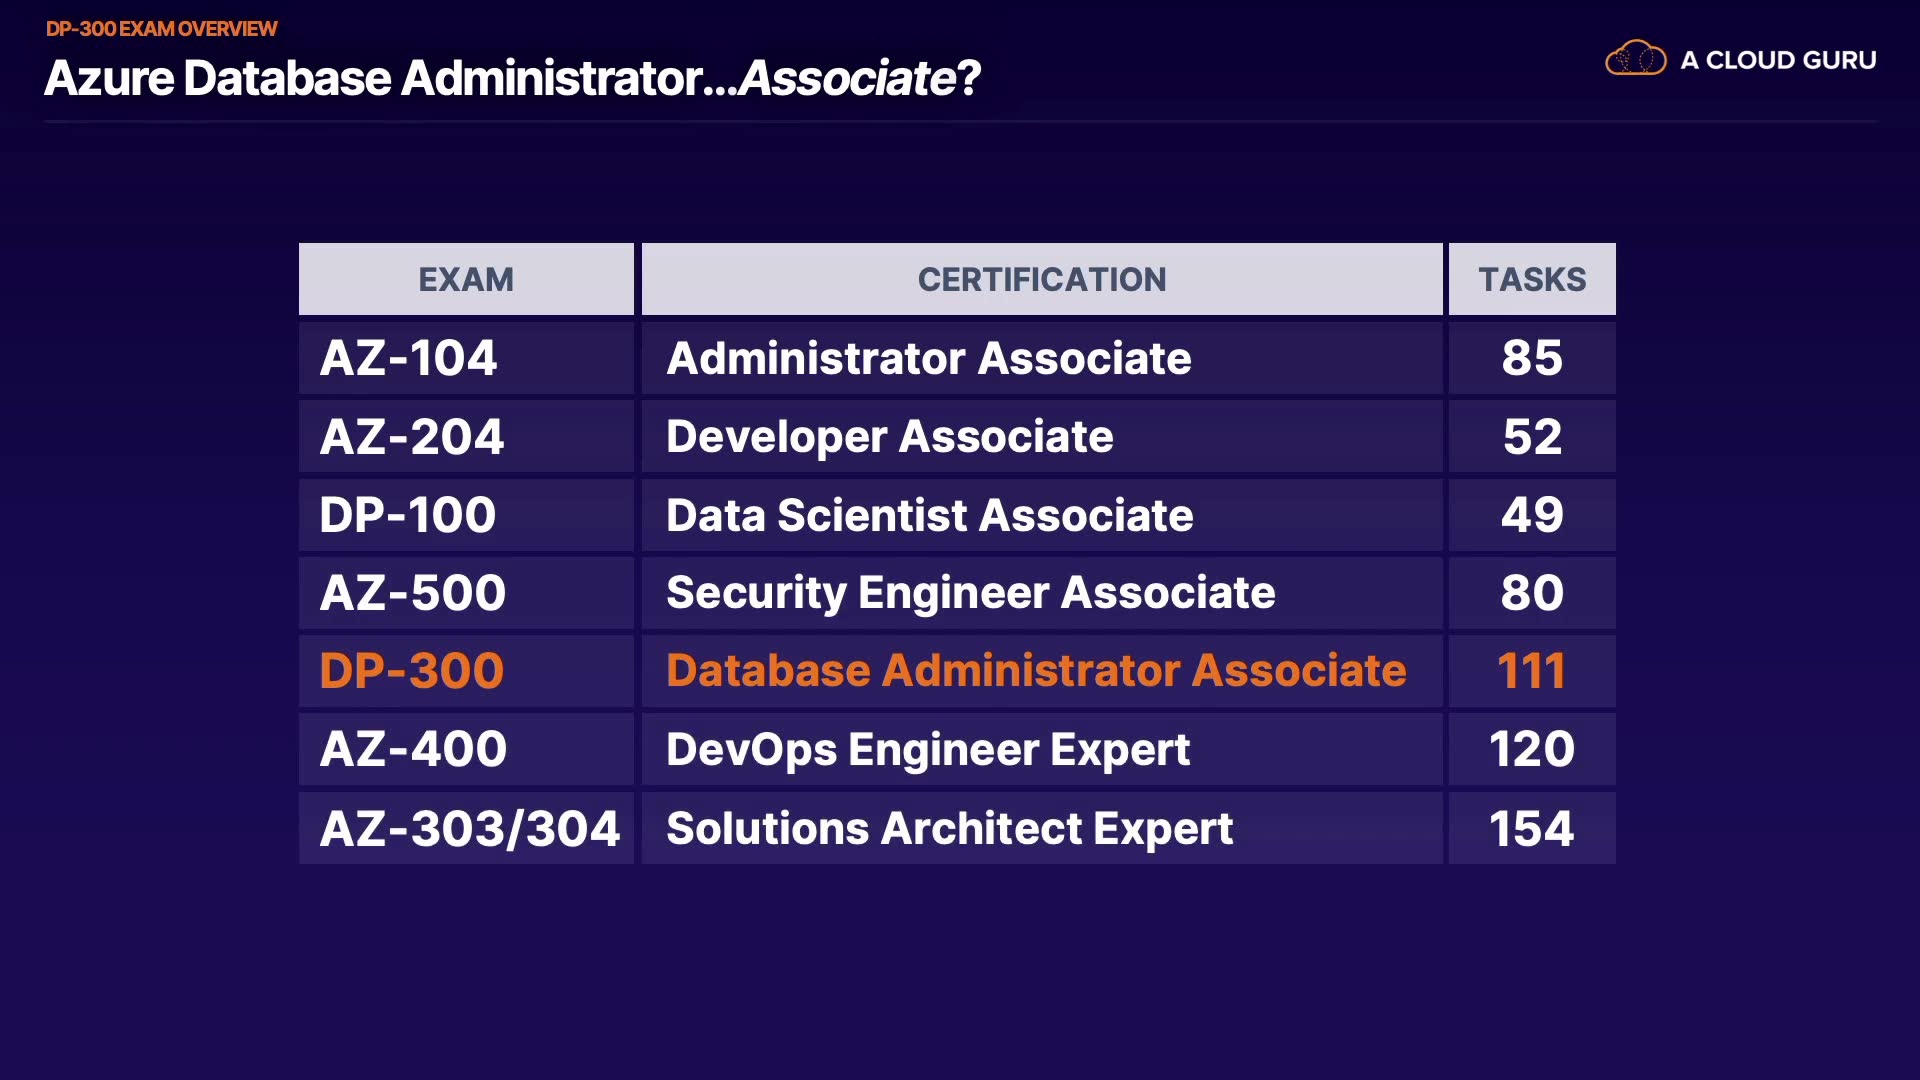 DP-300 EXAM OVERVIEW
Azure Database Administrator...Associate?
A CLOUD GURU
EXAM CERTIFICATION TASKS
AZ-104 Administrator Associate 85
AZ-204 Developer Associate 52
DP-100 Data Scientist Associate 49
AZ-500 Security Engineer Associate 80
DP-300 Database Administrator Associate 111
AZ-400 DevOps Engineer Expert 120
AZ-303/304 Solutions Architect Expert 154